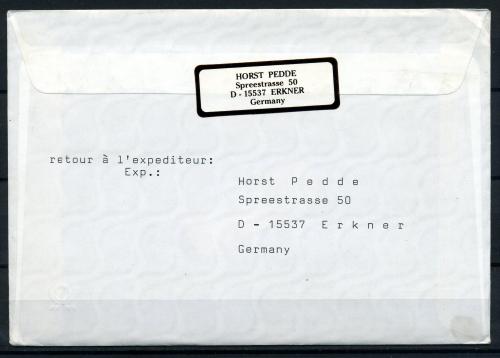 HORST PEDDE
Spreestrasse 50
D - 15537 ERKNER
Germany
retour à l'expediteur:
Exp.:
Horst Pedde
Spreestrasse 50
D - 15537 Erkner
Germany